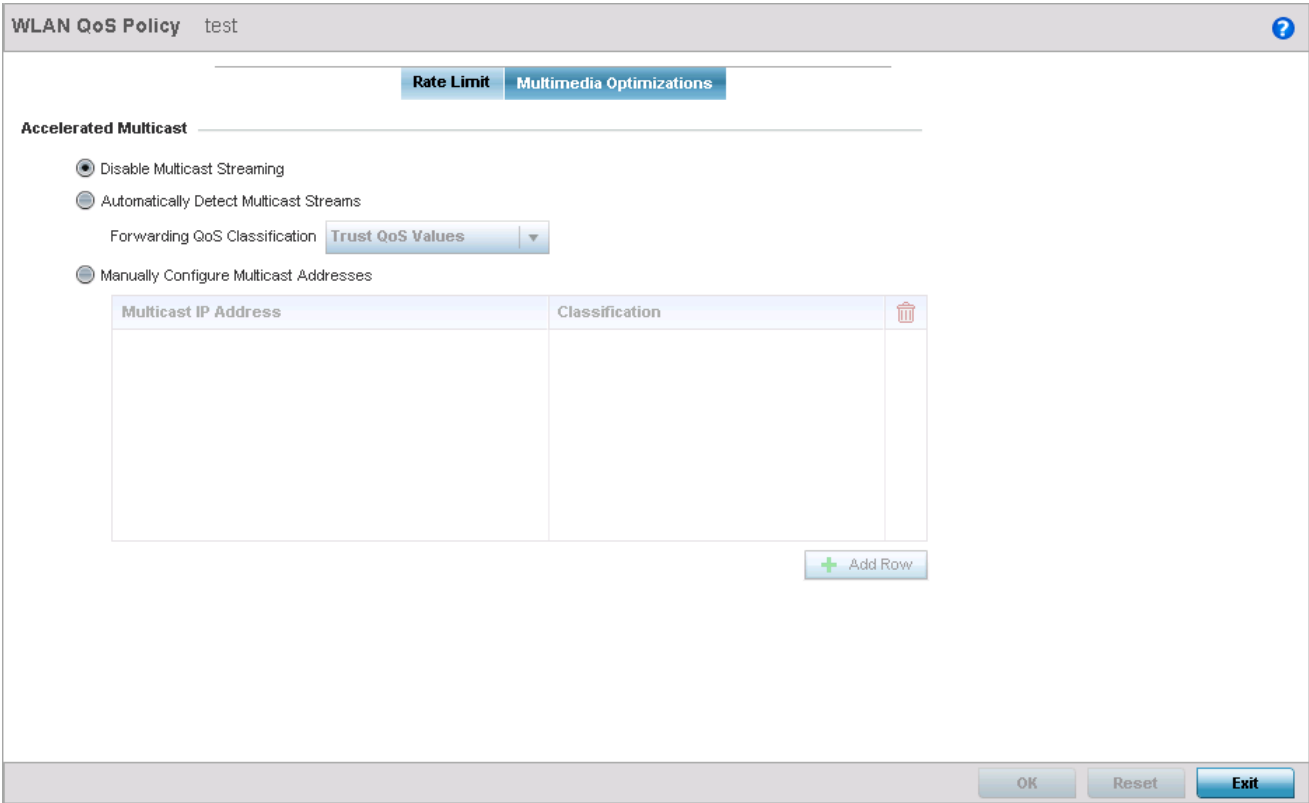 WLAN QoS Policy test
Rate Limit Multimedia Optimizations
Accelerated Multicast
Disable Multicast Streaming
Automatically Detect Multicast Streams
Forwarding QoS Classification Trust QoS Values
Manually Configure Multicast Addresses
Multicast IP Address Classification
Add Row
OK Reset Exit